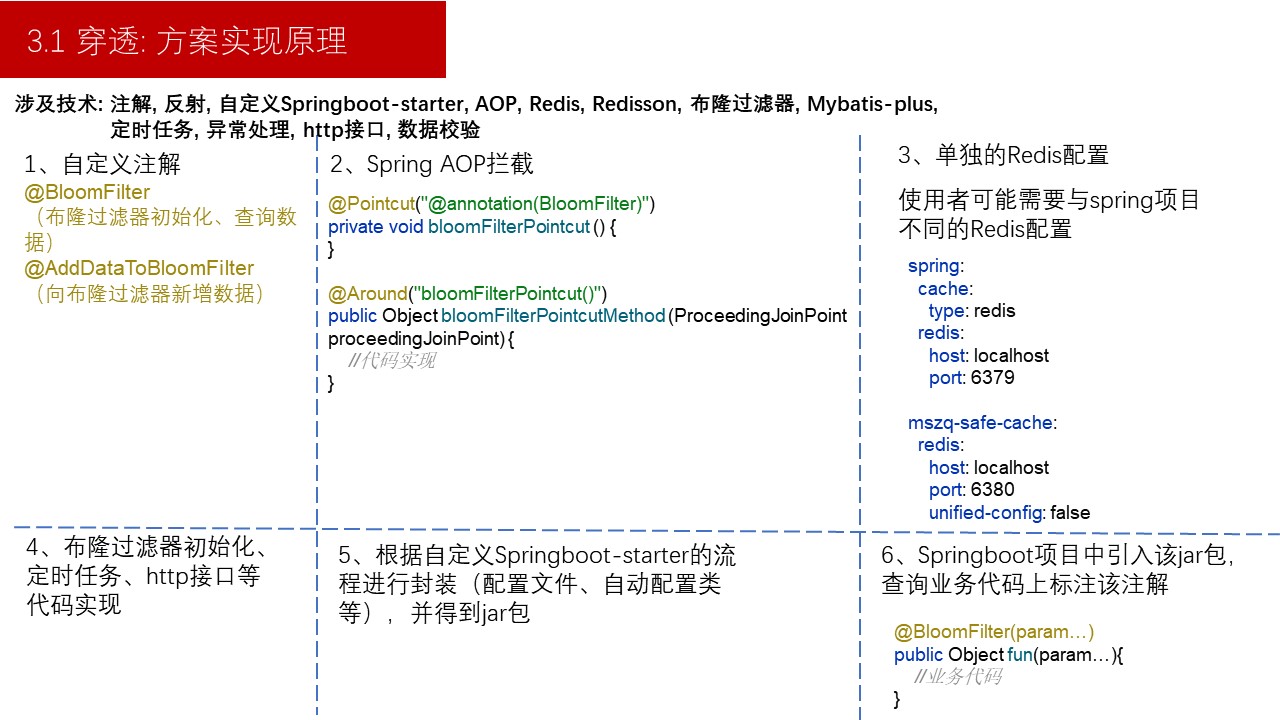 3.1 穿透: 方案实现原理
涉及技术: 注解, 反射, 自定义Springboot-starter, AOP, Redis, Redisson, 布隆过滤器, Mybatis-plus,
定时任务, 异常处理, http接口, 数据校验
1、自定义注解
@BloomFilter
（布隆过滤器初始化、查询数
据）
@AddDataToBloomFilter
（向布隆过滤器新增数据）
2、Spring AOP拦截
@Pointcut("@annotation(BloomFilter)")
private void bloomFilterPointcut() {
}
@Around("bloomFilterPointcut()")
public Object bloomFilterPointcutMethod(ProceedingJoinPoint
proceedingJoinPoint) {
//代码实现
}
3、单独的Redis配置
使用者可能需要与spring项目
不同的Redis配置
spring:
cache:
type: redis
redis:
host: localhost
port: 6379
mszq-safe-cache:
redis:
host: localhost
port: 6380
unified-config: false
4、布隆过滤器初始化、
定时任务、http接口等
代码实现
5、根据自定义Springboot-starter的流
程进行封装（配置文件、自动配置类
等）, 并得到jar包
6、Springboot项目中引入该jar包,
查询业务代码上标注该注解
@BloomFilter(param…)
public Object fun(param…){
//业务代码
}